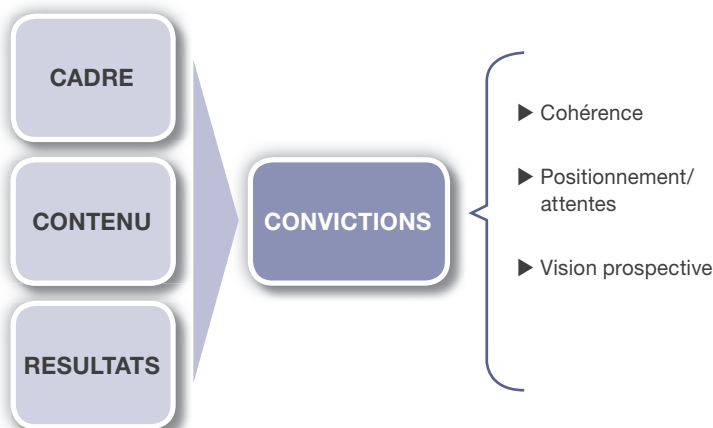 CADRE
CONTENU
RESULTATS
CONVICTIONS
▶ Cohérence
▶ Positionnement/
attentes
▶ Vision prospective